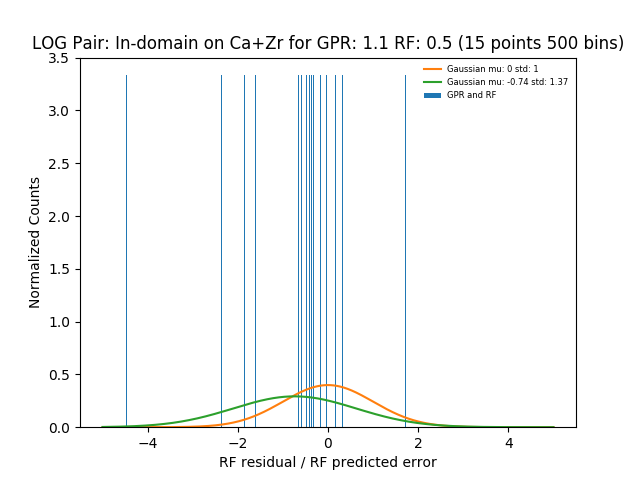 LOG Pair: In-domain on Ca+Zr for GPR: 1.1 RF: 0.5 (15 points 500 bins)
Gaussian mu: 0 std: 1
Gaussian mu: -0.74 std: 1.37
GPR and RF
3.5
3.0
2.5
2.0
1.5
1.0
0.5
0.0
Normalized Counts
−4 −2 0 2 4
RF residual / RF predicted error